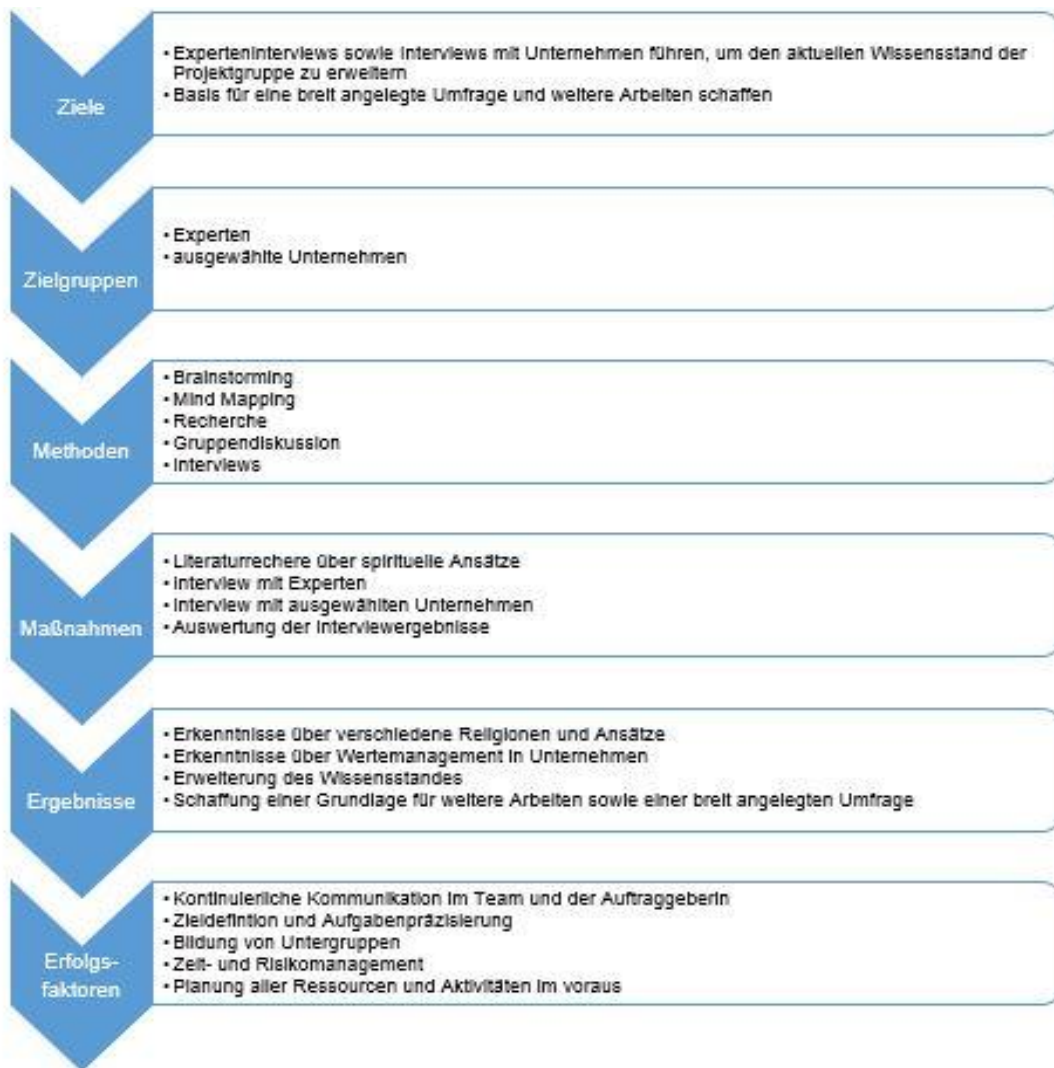 Ziele
• Experteninterviews sowie Interviews mit Unternehmen führen, um den aktuellen Wissensstand der
Projektgruppe zu erweitern
• Basis für eine breit angelegte Umfrage und weitere Arbeiten schaffen
Zielgruppen
• Experten
• ausgewählte Unternehmen
Methoden
• Brainstorming
• Mind Mapping
• Recherche
• Gruppendiskussion
• Interviews
Maßnahmen
• Literaturrechere über spirituelle Ansätze
• Interview mit Experten
• Interview mit ausgewählten Unternehmen
• Auswertung der Interviewergebnisse
Ergebnisse
• Erkenntnisse über verschiedene Religionen und Ansätze
• Erkenntnisse über Wertemanagement in Unternehmen
• Erweiterung des Wissensstandes
• Schaffung einer Grundlage für weitere Arbeiten sowie einer breit angelegten Umfrage
Erfolgs-
faktoren
• Kontinuierliche Kommunikation im Team und der Auftraggeberin
• Zieldefintion und Aufgabenpräzisierung
• Bildung von Untergruppen
• Zeit- und Risikomanagement
• Planung aller Ressourcen und Aktivitäten im voraus